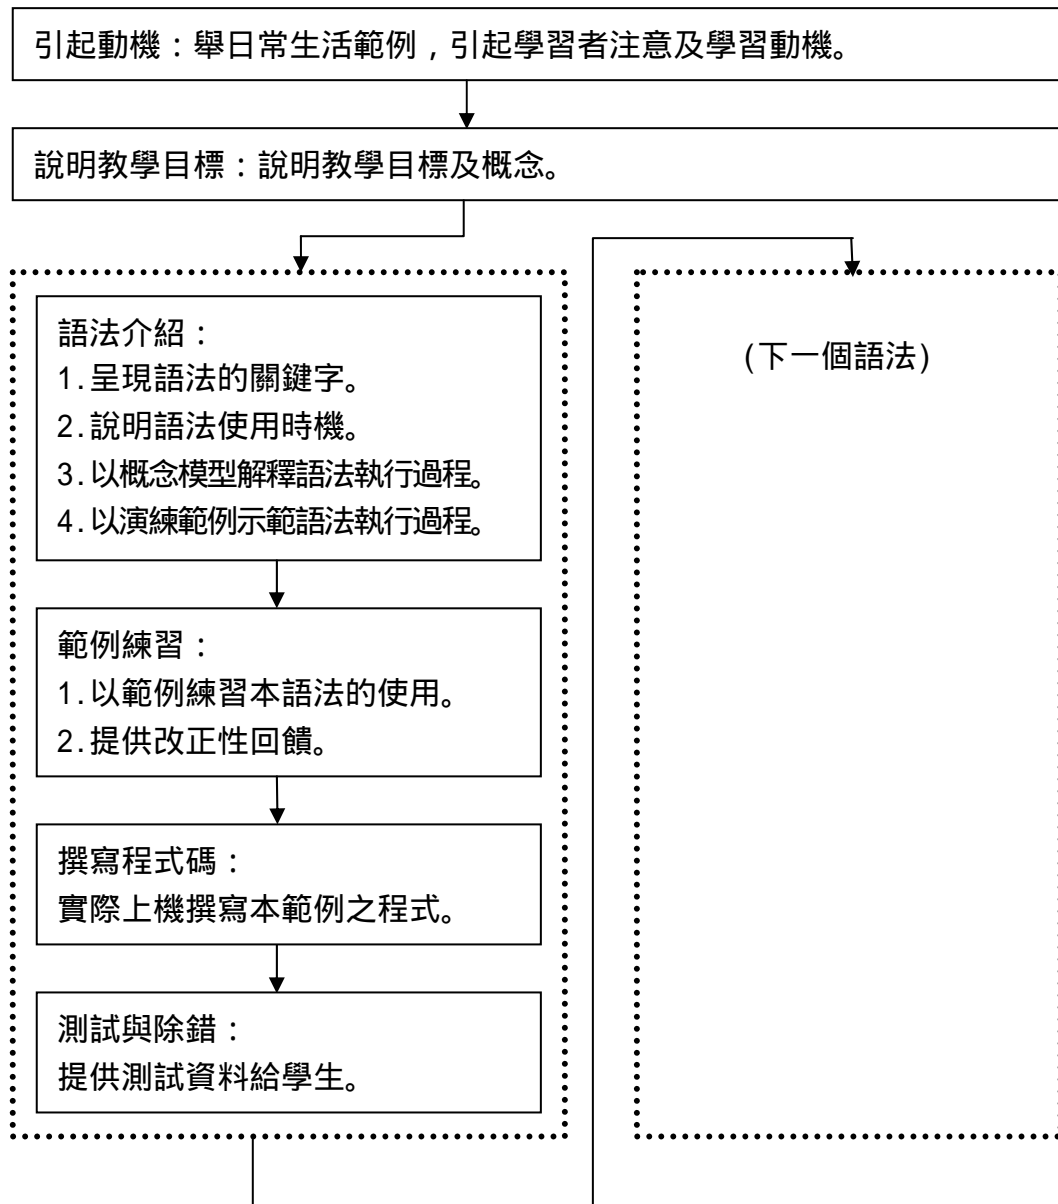 引起動機：舉日常生活範例，引起學習者注意及學習動機。
說明教學目標：說明教學目標及概念。
語法介紹：
1.呈現語法的關鍵字。
2.說明語法使用時機。
3.以概念模型解釋語法執行過程。
4.以演練範例示範語法執行過程。
範例練習：
1.以範例練習本語法的使用。
2.提供改正性回饋。
撰寫程式碼：
實際上機撰寫本範例之程式。
測試與除錯：
提供測試資料給學生。
(下一個語法)